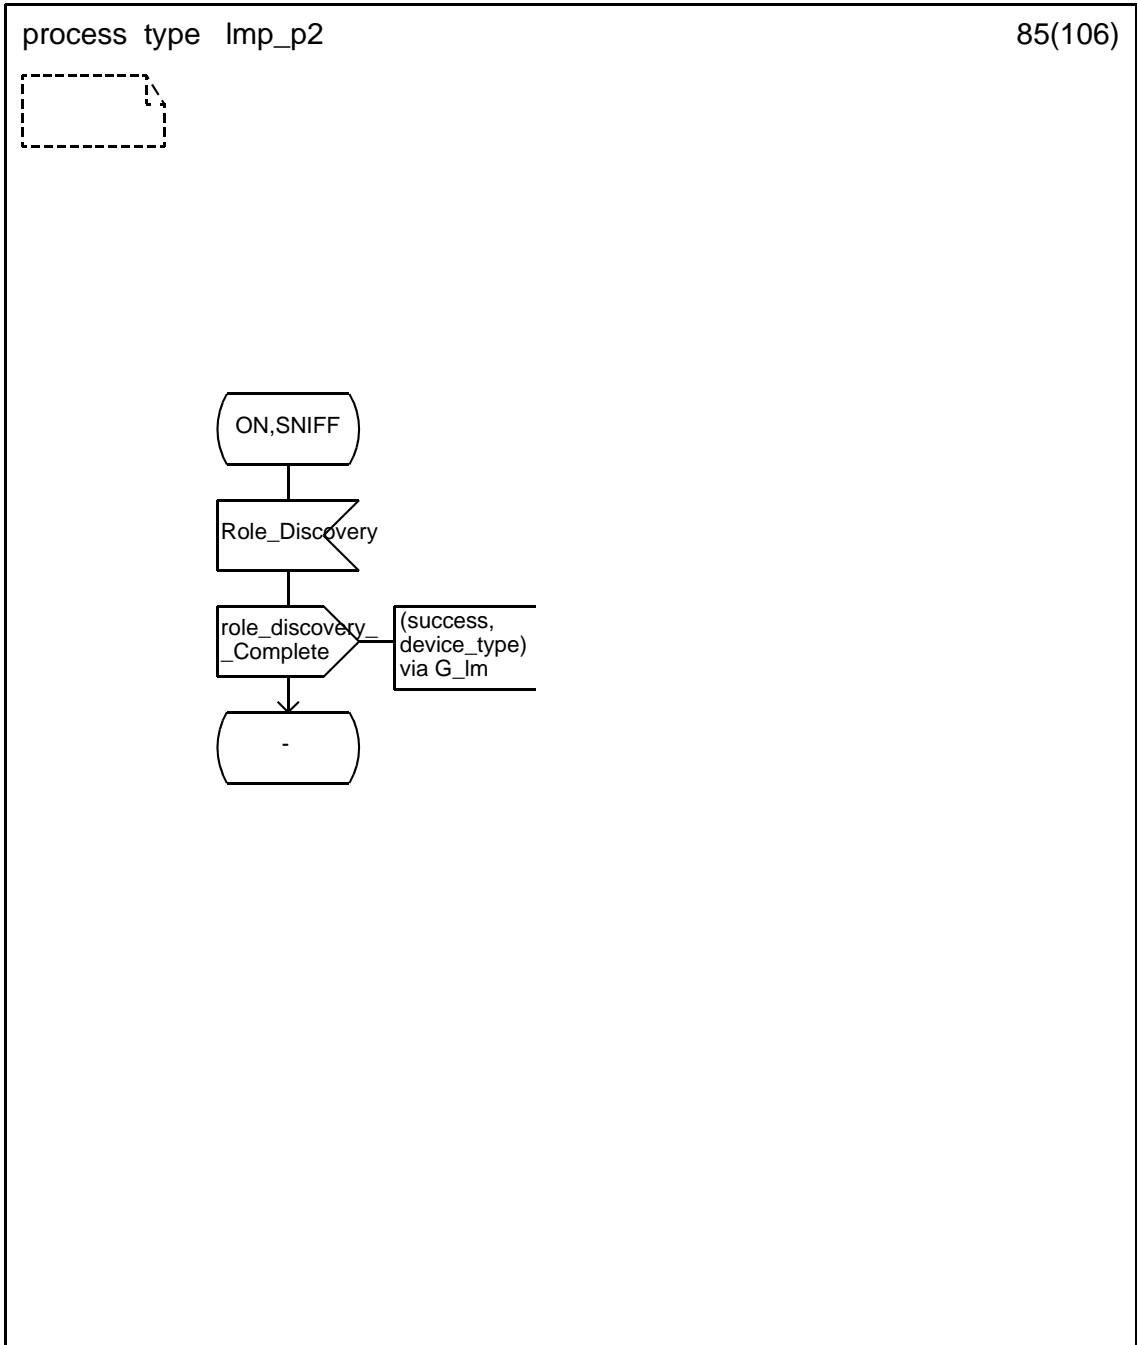 process type lmp_p2
85(106)
ON,SNIFF
Role_Discovery
role_discovery_
_Complete
(success,
device_type)
via G_lm
-